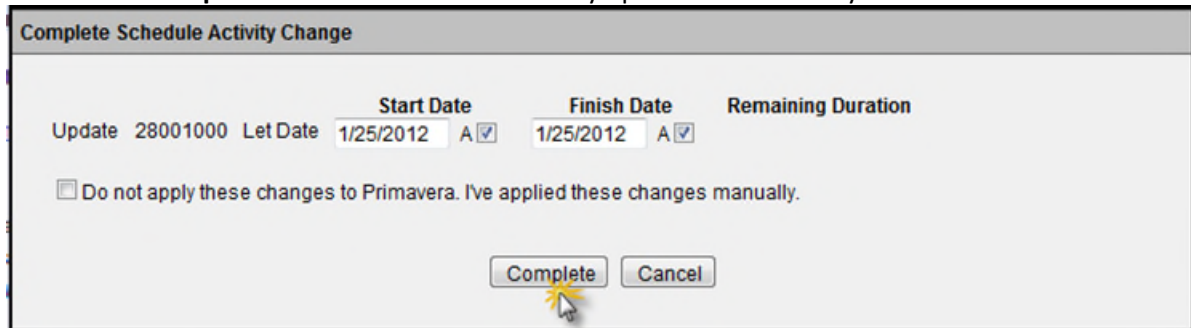 Complete Schedule Activity Change
Start Date Finish Date Remaining Duration
Update 28001000 Let Date 1/25/2012 A 1/25/2012 A
Do not apply these changes to Primavera. I've applied these changes manually.
Complete Cancel